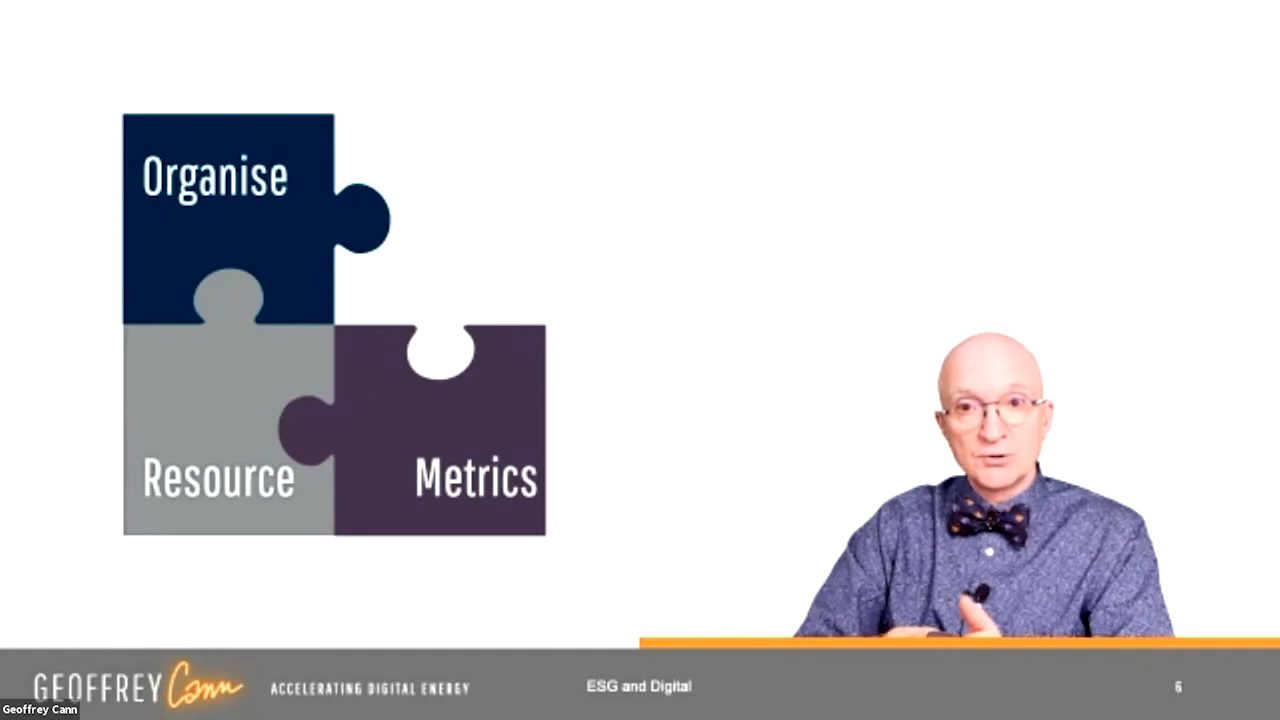 Organise
Resource
Metrics
GEOFFREY Cann
ACCELERATING DIGITAL ENERGY
ESG and Digital
6
Geoffrey Cann